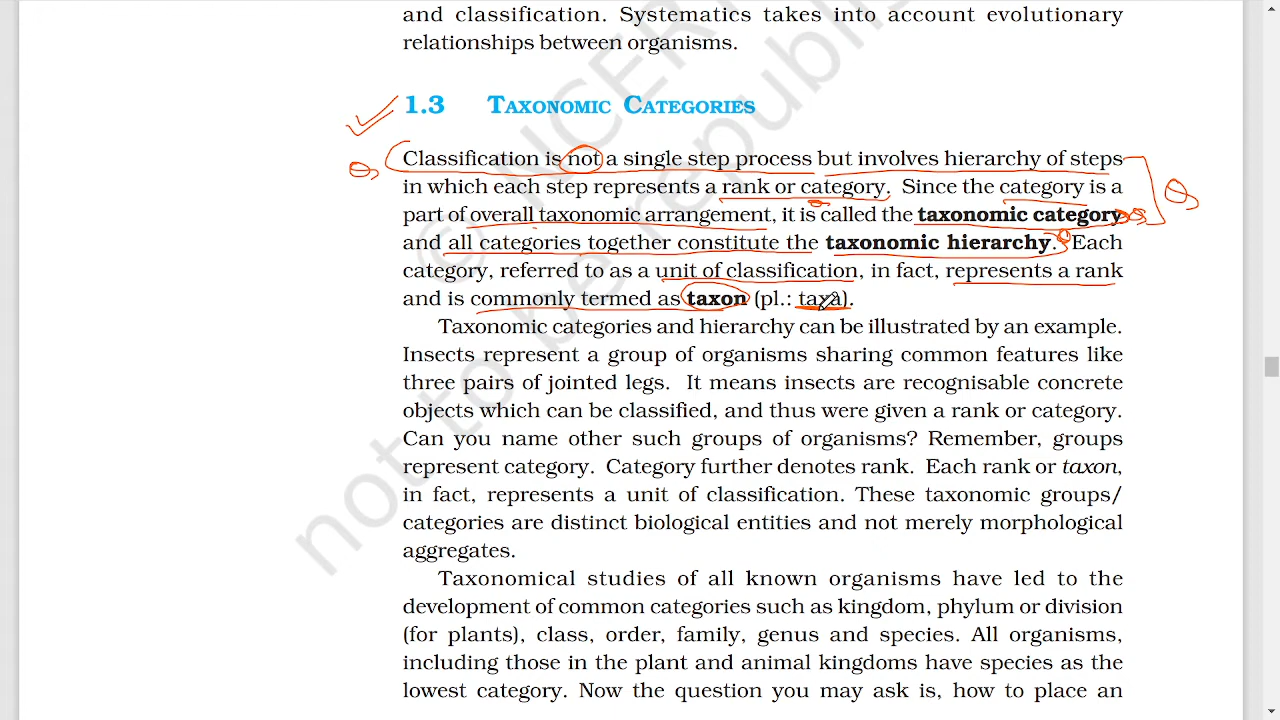 and classification. Systematics takes into account evolutionary
relationships between organisms.
1.3 TAXONOMIC CATEGORIES
Classification is not a single step process but involves hierarchy of steps
in which each step represents a rank or category. Since the category is a
part of overall taxonomic arrangement, it is called the taxonomic category
and all categories together constitute the taxonomic hierarchy. Each
category, referred to as a unit of classification, in fact, represents a rank
and is commonly termed as taxon (pl.: taxa).
Taxonomic categories and hierarchy can be illustrated by an example.
Insects represent a group of organisms sharing common features like
three pairs of jointed legs. It means insects are recognisable concrete
objects which can be classified, and thus were given a rank or category.
Can you name other such groups of organisms? Remember, groups
represent category. Category further denotes rank. Each rank or taxon,
in fact, represents a unit of classification. These taxonomic groups/
categories are distinct biological entities and not merely morphological
aggregates.
Taxonomical studies of all known organisms have led to the
development of common categories such as kingdom, phylum or division
(for plants), class, order, family, genus and species. All organisms,
including those in the plant and animal kingdoms have species as the
lowest category. Now the question you may ask is, how to place an
© NCERT
not to be republis